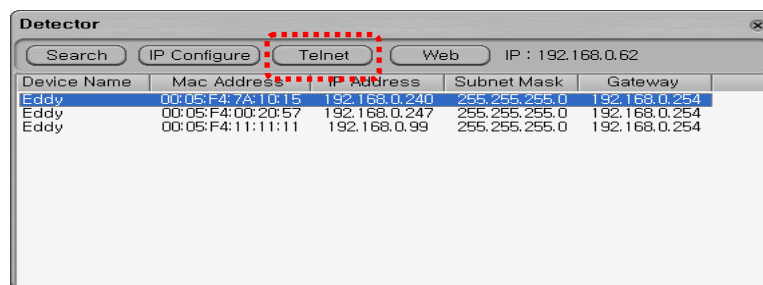 Detector
Search IP Configure Telnet Web IP : 192.168.0.62
Device Name Mac Address IP Address Subnet Mask Gateway
Eddy 00:05:F4:7A:10:15 192.168.0.240 255.255.255.0 192.168.0.254
Eddy 00:05:F4:00:20:57 192.168.0.247 255.255.255.0 192.168.0.254
Eddy 00:05:F4:11:11:11 192.168.0.99 255.255.255.0 192.168.0.254